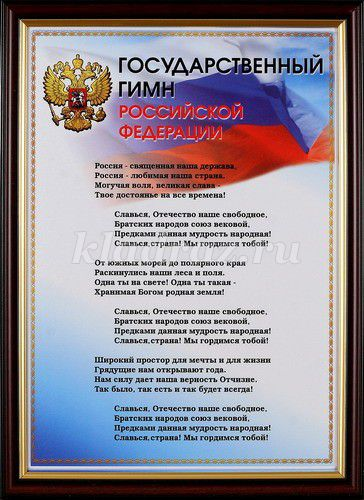 ГОСУДАРСТВЕННЫЙ
ГИМН
РОССИЙСКОЙ
ФЕДЕРАЦИИ
Россия - священная наша держава,
Россия - любимая наша страна.
Могучая воля, великая слава -
Твое достоянье на все времена!
Славься, Отечество наше свободное,
Братских народов союз вековой,
Предками данная мудрость народная!
Славься,страна! Мы гордимся тобой!
От южных морей до полярного края
Раскинулись наши леса и поля.
Одна ты на свете! Одна ты такая -
Хранимая Богом родная земля!
Славься, Отечество наше свободное,
Братских народов союз вековой,
Предками данная мудрость народная!
Славься,страна! Мы гордимся тобой!
Широкий простор для мечты и для жизни
Грядущие нам открывают года.
Нам силу дает наша верность Отчизне.
Так было, так есть и так будет всегда!
Славься, Отечество наше свободное,
Братских народов союз вековой,
Предками данная мудрость народная!
Славься,страна! Мы гордимся тобой!